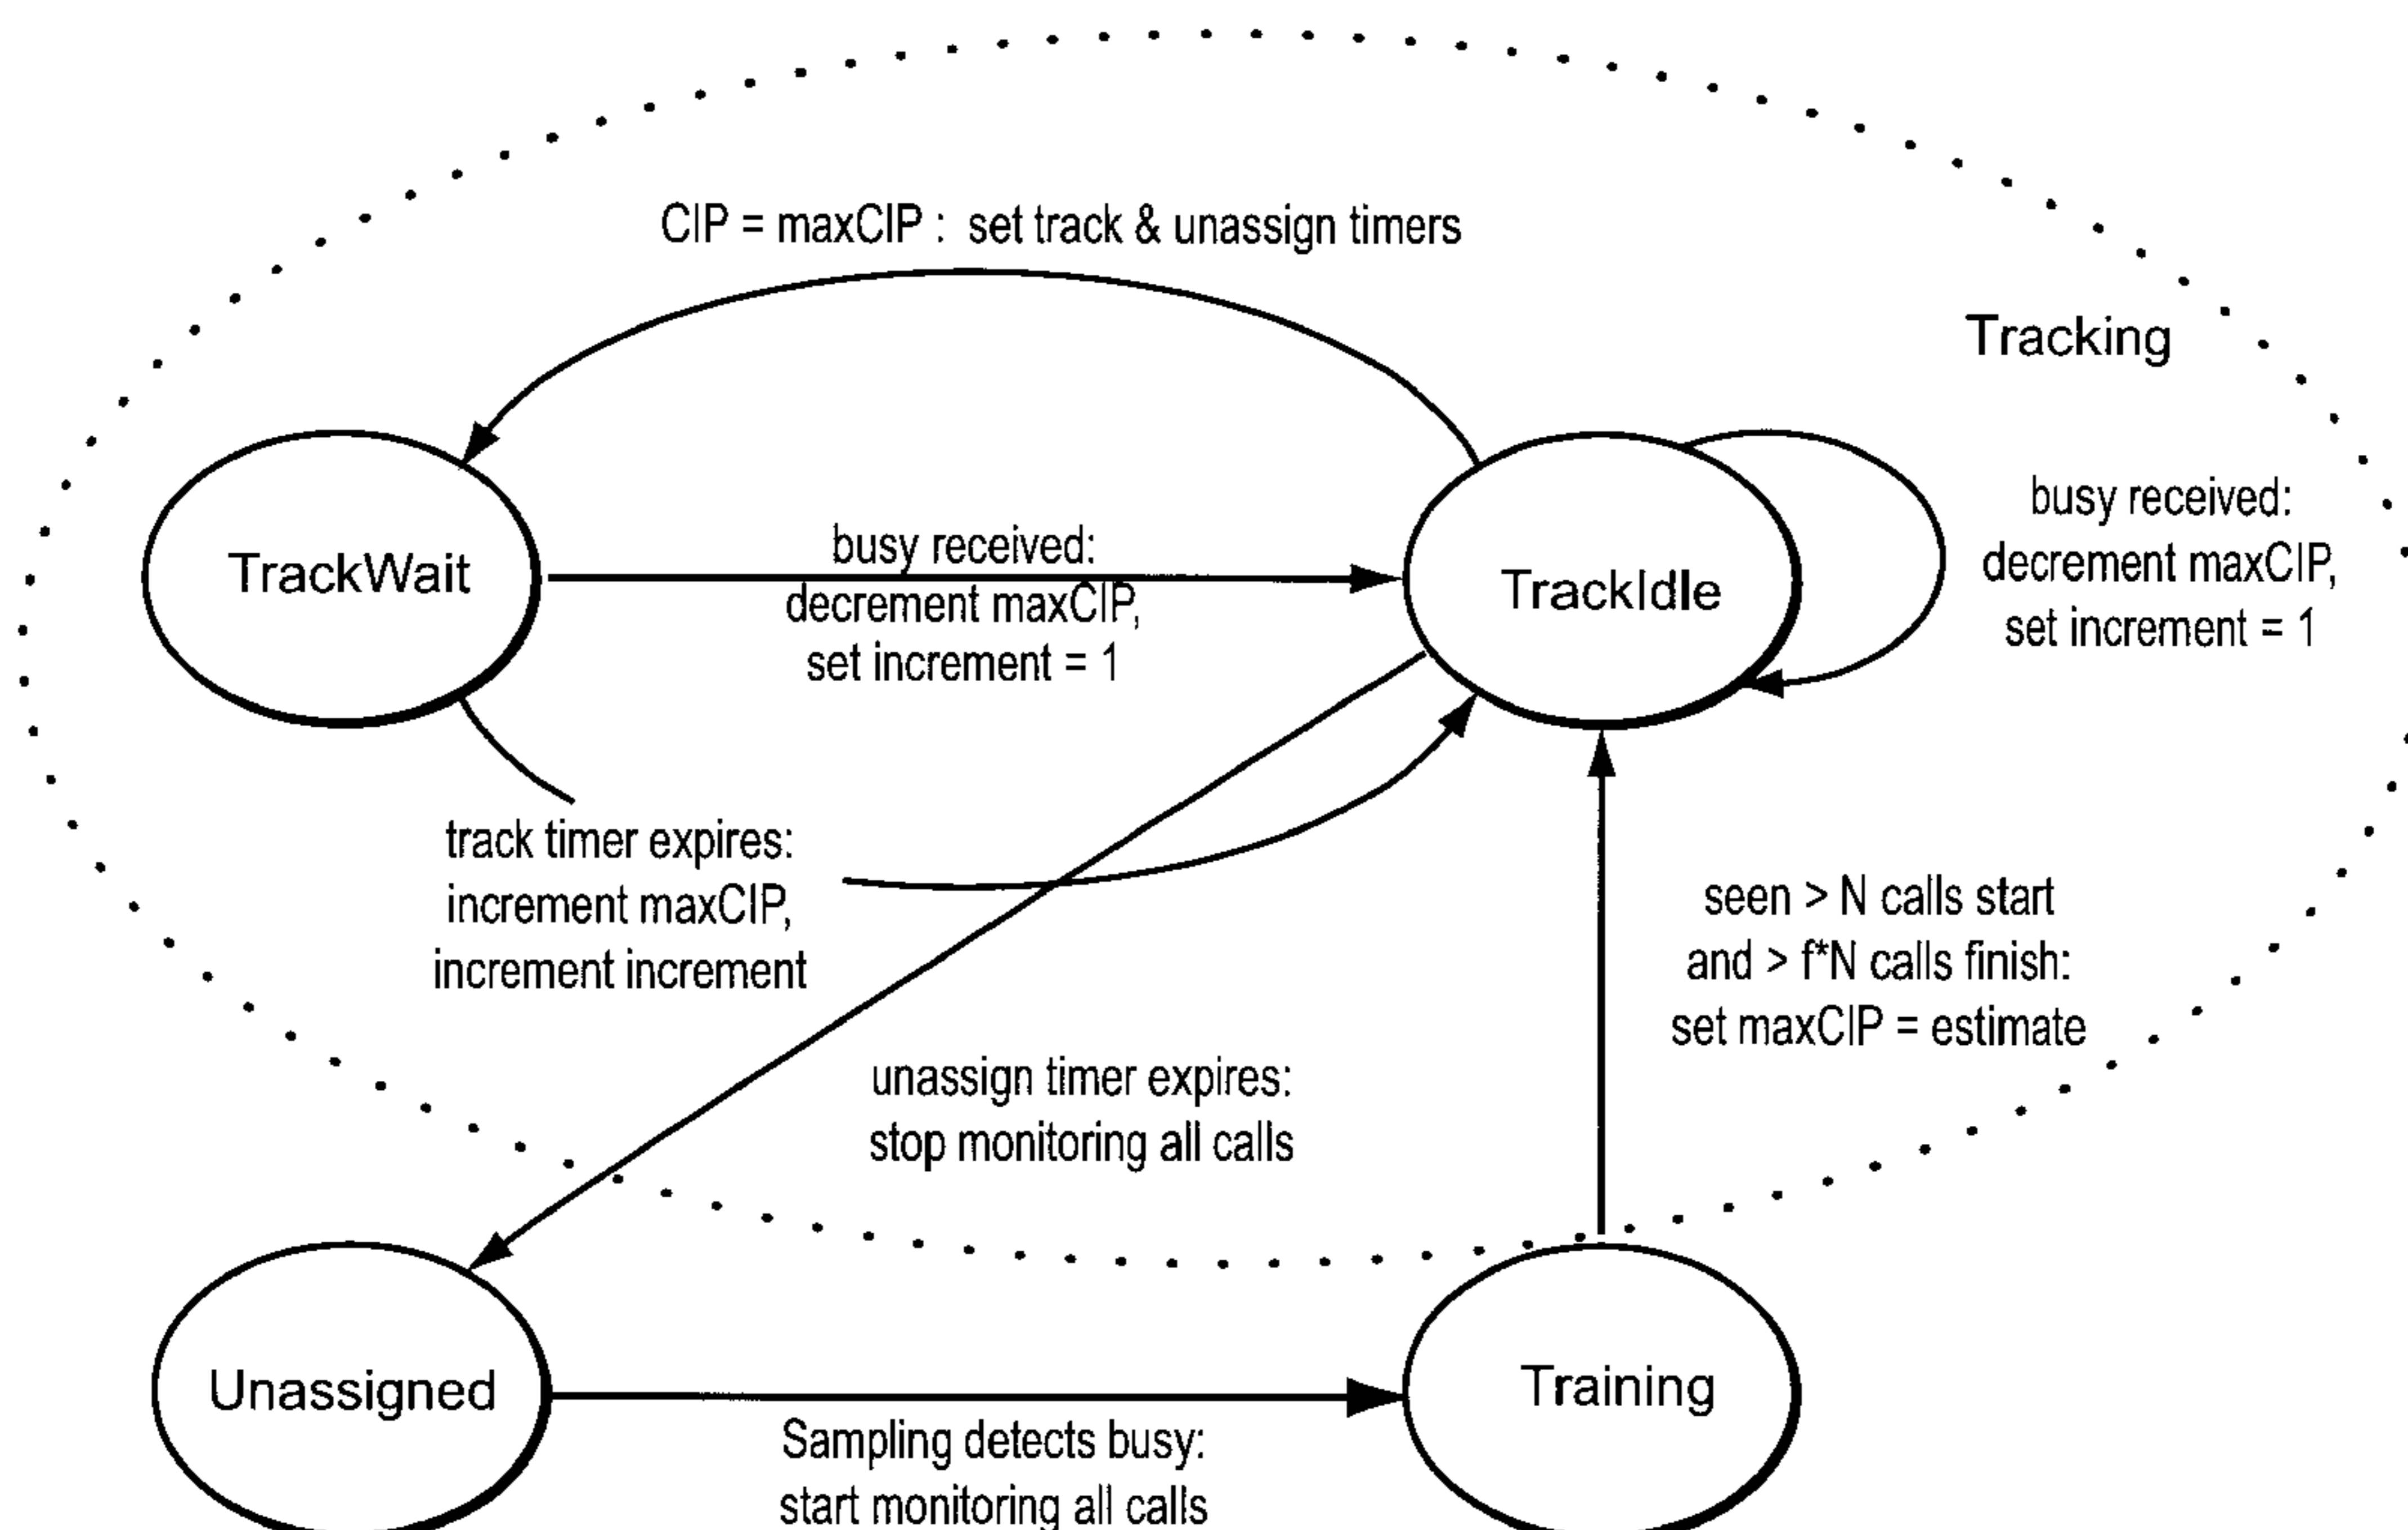 CIP = maxCIP : set track & unassign timers
Tracking
TrackWait
busy received:
decrement maxCIP,
set increment = 1
TrackIdle
busy received:
decrement maxCIP,
set increment = 1
track timer expires:
increment maxCIP,
increment increment
seen > N calls start
and > f*N calls finish:
set maxCIP = estimate
unassign timer expires:
stop monitoring all calls
Unassigned
Sampling detects busy:
start monitoring all calls
Training